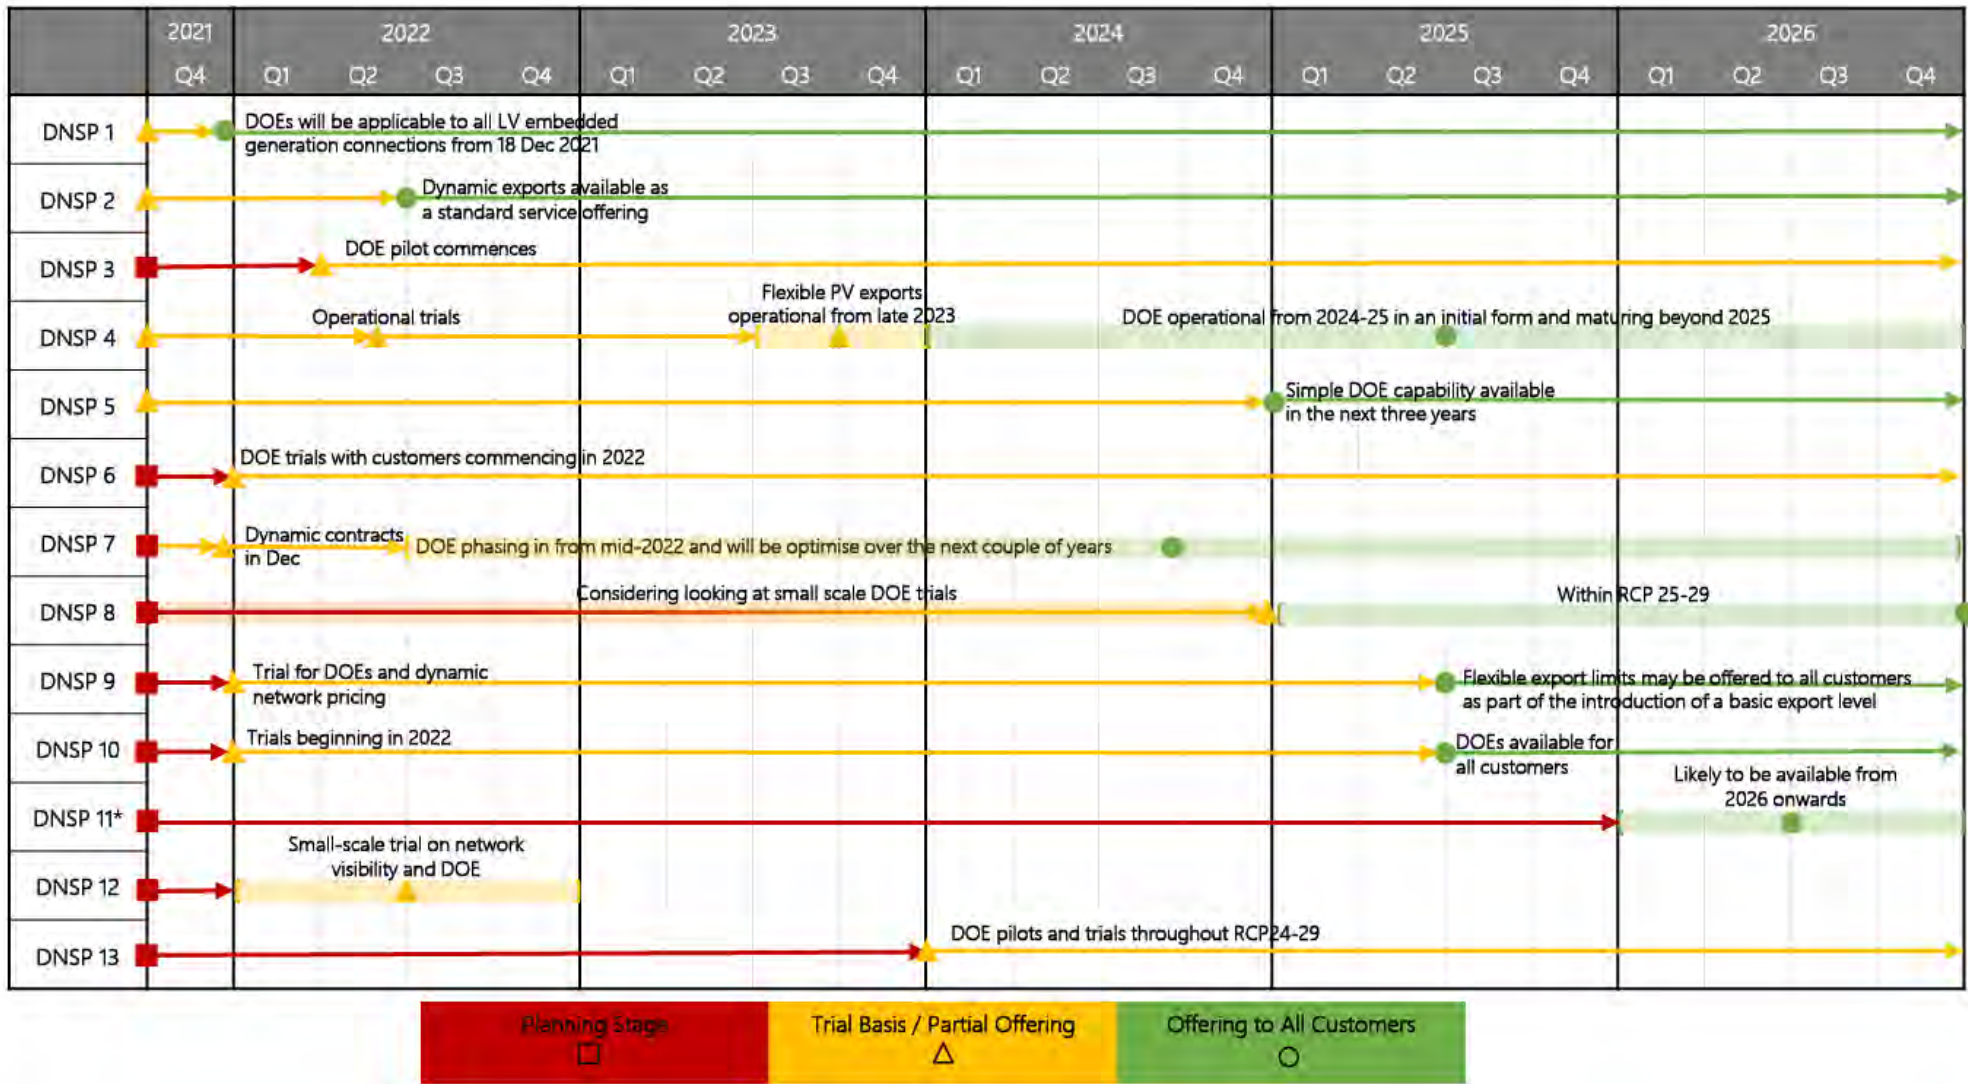 2021 2022 2023 2024 2025 2026
Q4 Q1 Q2 Q3 Q4 Q1 Q2 Q3 Q4 Q1 Q2 Q3 Q4 Q1 Q2 Q3 Q4 Q1 Q2 Q3 Q4
DNSP 1
DOEs will be applicable to all LV embedded
generation connections from 18 Dec 2021
DNSP 2
Dynamic exports available as
a standard service offering
DNSP 3
DOE pilot commences
DNSP 4
Operational trials
Flexible PV exports
operational from late 2023
DOE operational from 2024-25 in an initial form and maturing beyond 2025
DNSP 5
Simple DOE capability available
in the next three years
DNSP 6
DOE trials with customers commencing in 2022
DNSP 7
Dynamic contracts
in Dec
DOE phasing in from mid-2022 and will be optimise over the next couple of years
DNSP 8
Considering looking at small scale DOE trials
Within RCP 25-29
DNSP 9
Trial for DOEs and dynamic
network pricing
Flexible export limits may be offered to all customers
as part of the introduction of a basic export level
DNSP 10
Trials beginning in 2022
DOEs available for
all customers
DNSP 11*
Likely to be available from
2026 onwards
DNSP 12
Small-scale trial on network
visibility and DOE
DNSP 13
DOE pilots and trials throughout RCP24-29
Planning Stage
Trial Basis / Partial Offering
Offering to All Customers